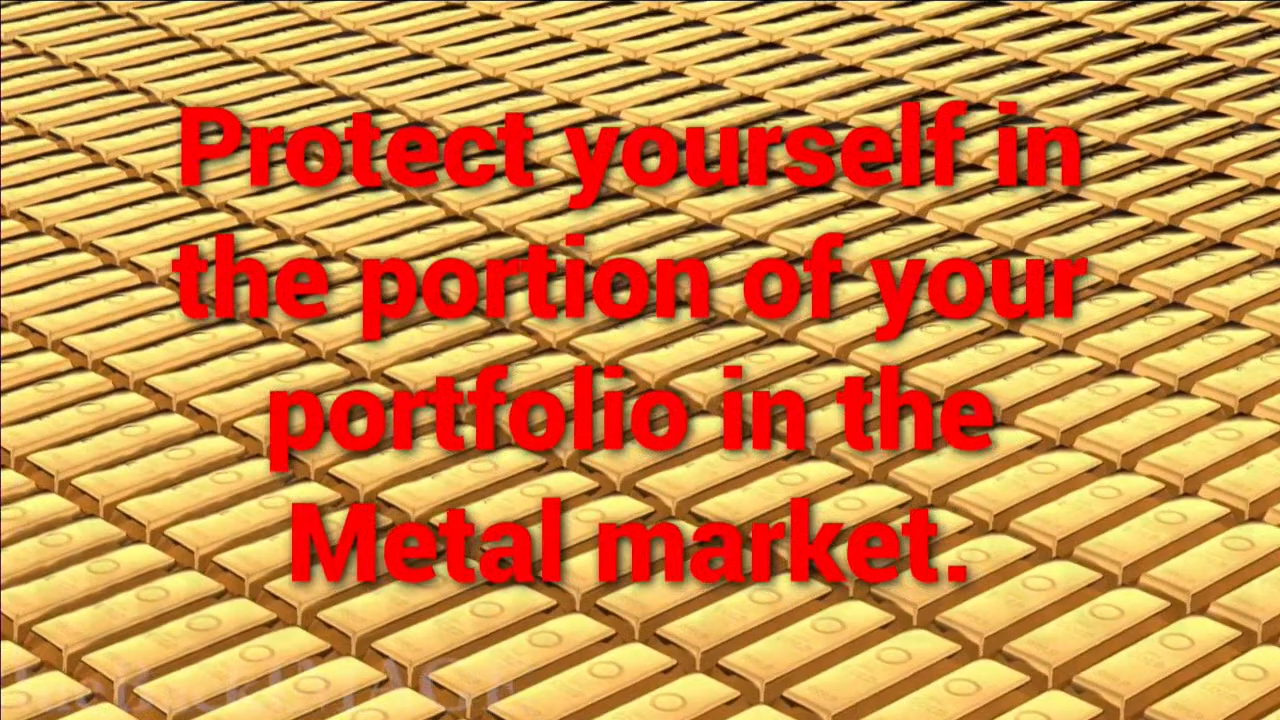 Protect yourself in
the portion of your
portfolio in the
Metal market.